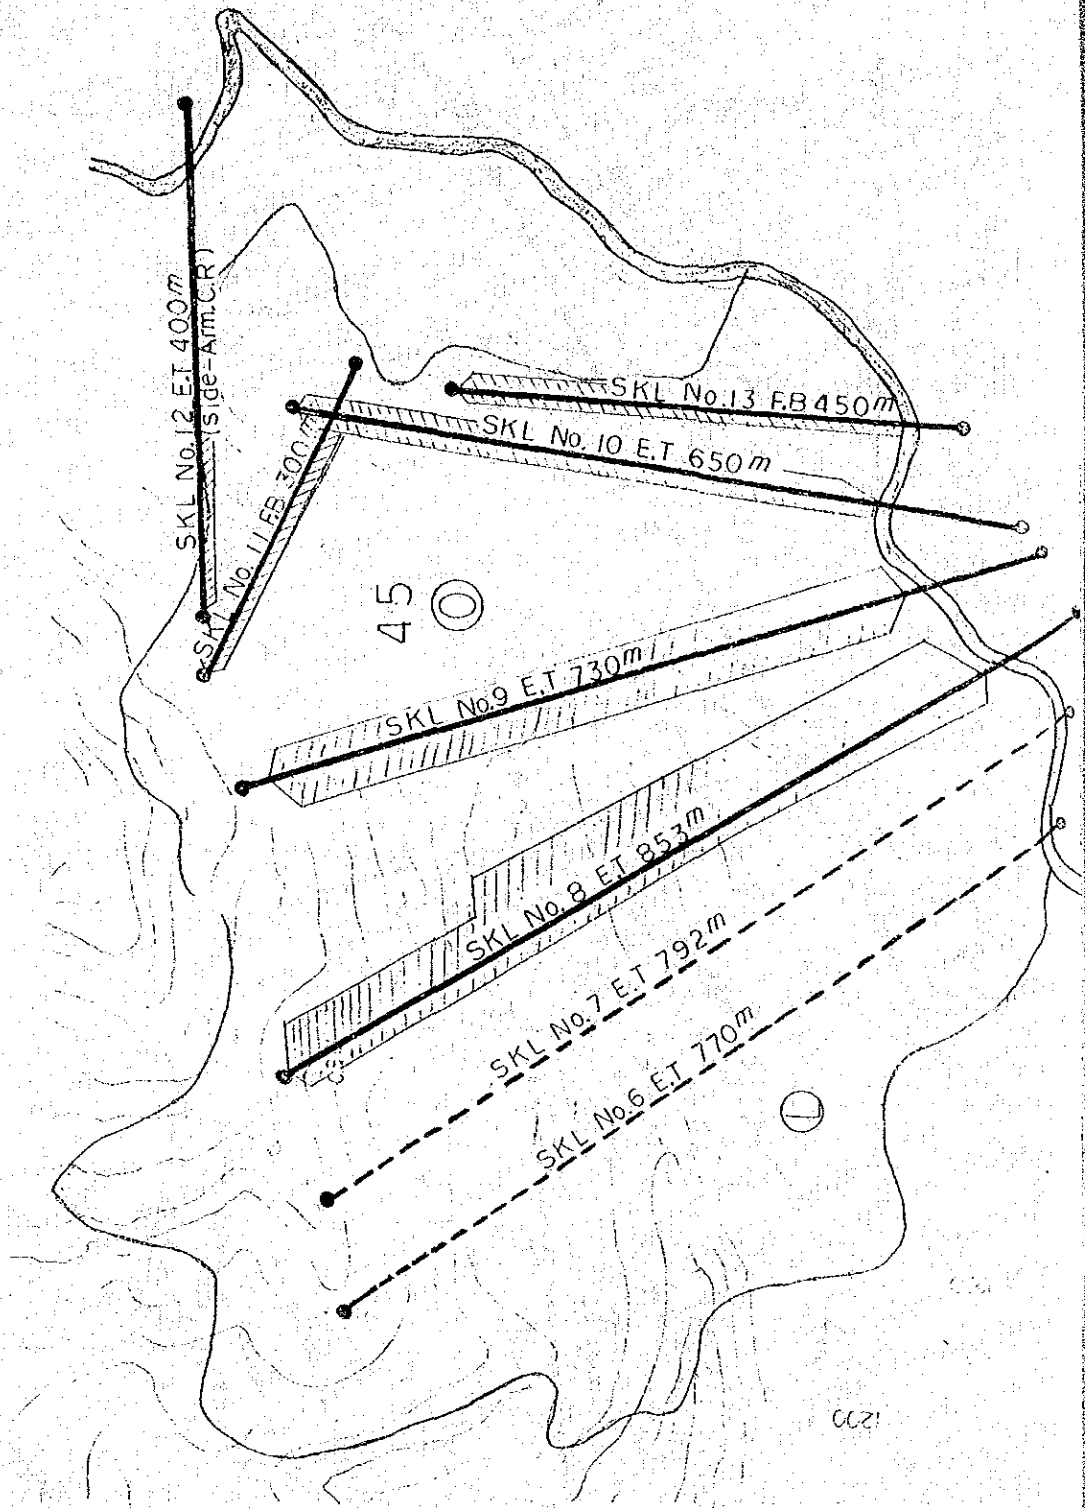 SKL No.12 E.T 400m
(side-Arm.C.R)
SKL No.11 F.B 300m
SKL No.13 F.B 450m
SKL No.10 E.T 650m
45
SKL No.9 E.T 730m
SKL No.8 E.T 853m
SKL No.7 E.T 792m
SKL No.6 E.T 770m
1200